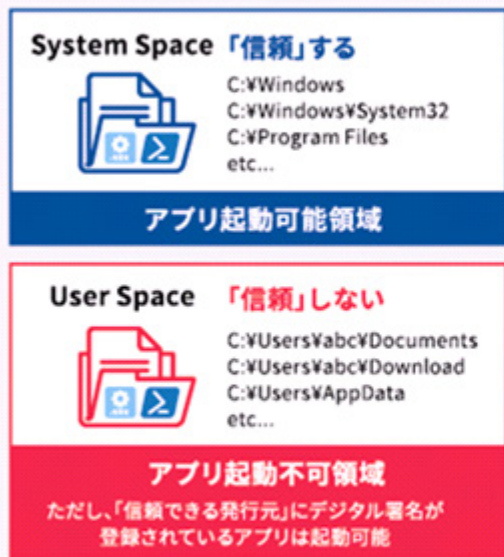 System Space 「信頼」する
C:¥Windows
C:¥Windows¥System32
C:¥Program Files
etc...
アプリ起動可能領域
User Space 「信頼」しない
C:¥Users¥abc¥Documents
C:¥Users¥abc¥Download
C:¥Users¥AppData
etc...
アプリ起動不可領域
ただし、「信頼できる発行元」にデジタル署名が
登録されているアプリは起動可能